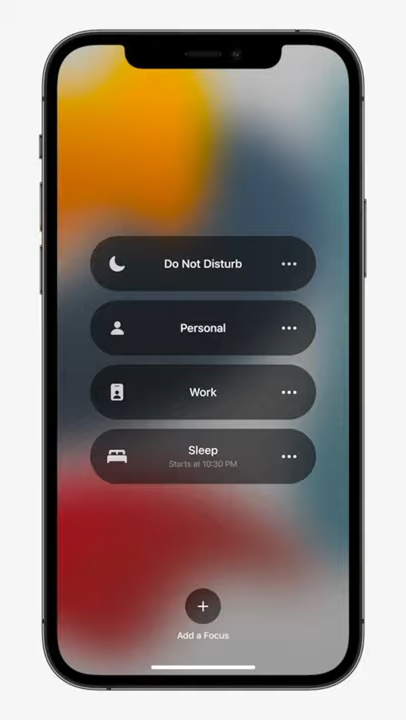 Do Not Disturb
Personal
Work
Sleep
Starts at 10:30 PM
Add a Focus